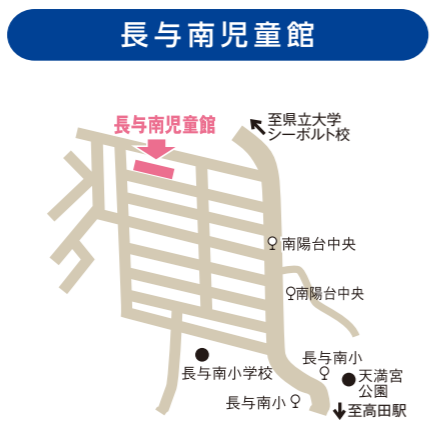 長与南児童館
長与南児童館
至県立大学
シーボルト校
南陽台中央
南陽台中央
長与南小
長与南小学校
天満宮
公園
長与南小
至高田駅